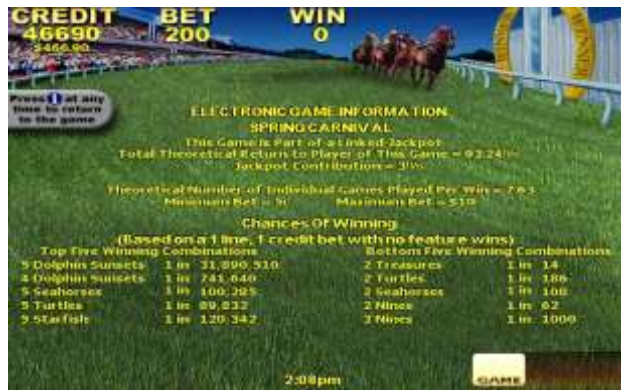 CREDIT BET WIN
46690 200 0
$466.90
Press i at any
time to return
to the game
ELECTRONIC GAME INFORMATION
SPRING CARNIVAL
This Game is Part of a Linked Jackpot
Total Theoretical Return to Player of This Game = 93.24%
Jackpot Contribution = 3%
Theoretical Number of Individual Games Played Per Win = 7.63
Minimum Bet = Maximum Bet = $10
Chances Of Winning
(Based on a 1 line, 1 credit bet with no feature wins)
Top Five Winning Combinations Bottom Five Winning Combinations
5 Dolphin Sunsets 1 in 31,890,510 2 Treasures 1 in 14
4 Dolphin Sunsets 1 in 741,640 2 Turtles 1 in 186
5 Seahorses 1 in 100,285 2 Seahorses 1 in 108
5 Turtles 1 in 89,832 2 Nines 1 in 62
5 Starfish 1 in 120,342 3 Nines 1 in 1000
2:08pm
GAME